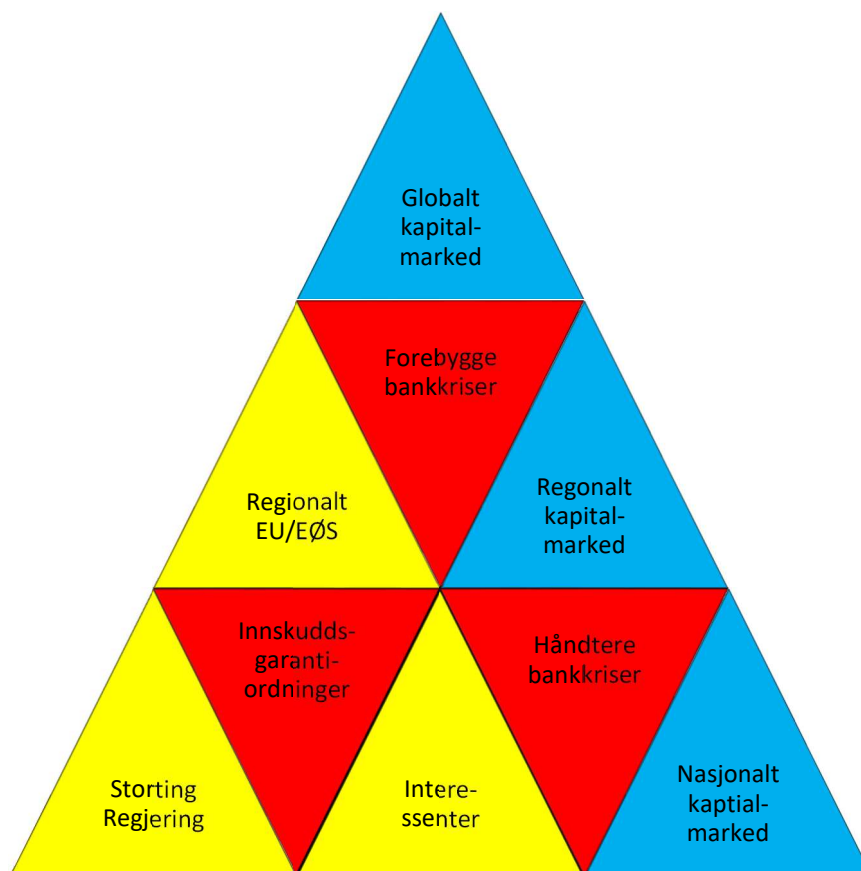 Globalt
kapital-
marked
Forebygge
bankkriser
Regionalt
EU/EØS
Regonalt
kapital-
marked
Innskudds-
garanti-
ordninger
Håndtere
bankkriser
Storting
Regjering
Intere-
ssenter
Nasjonalt
kaptial-
marked